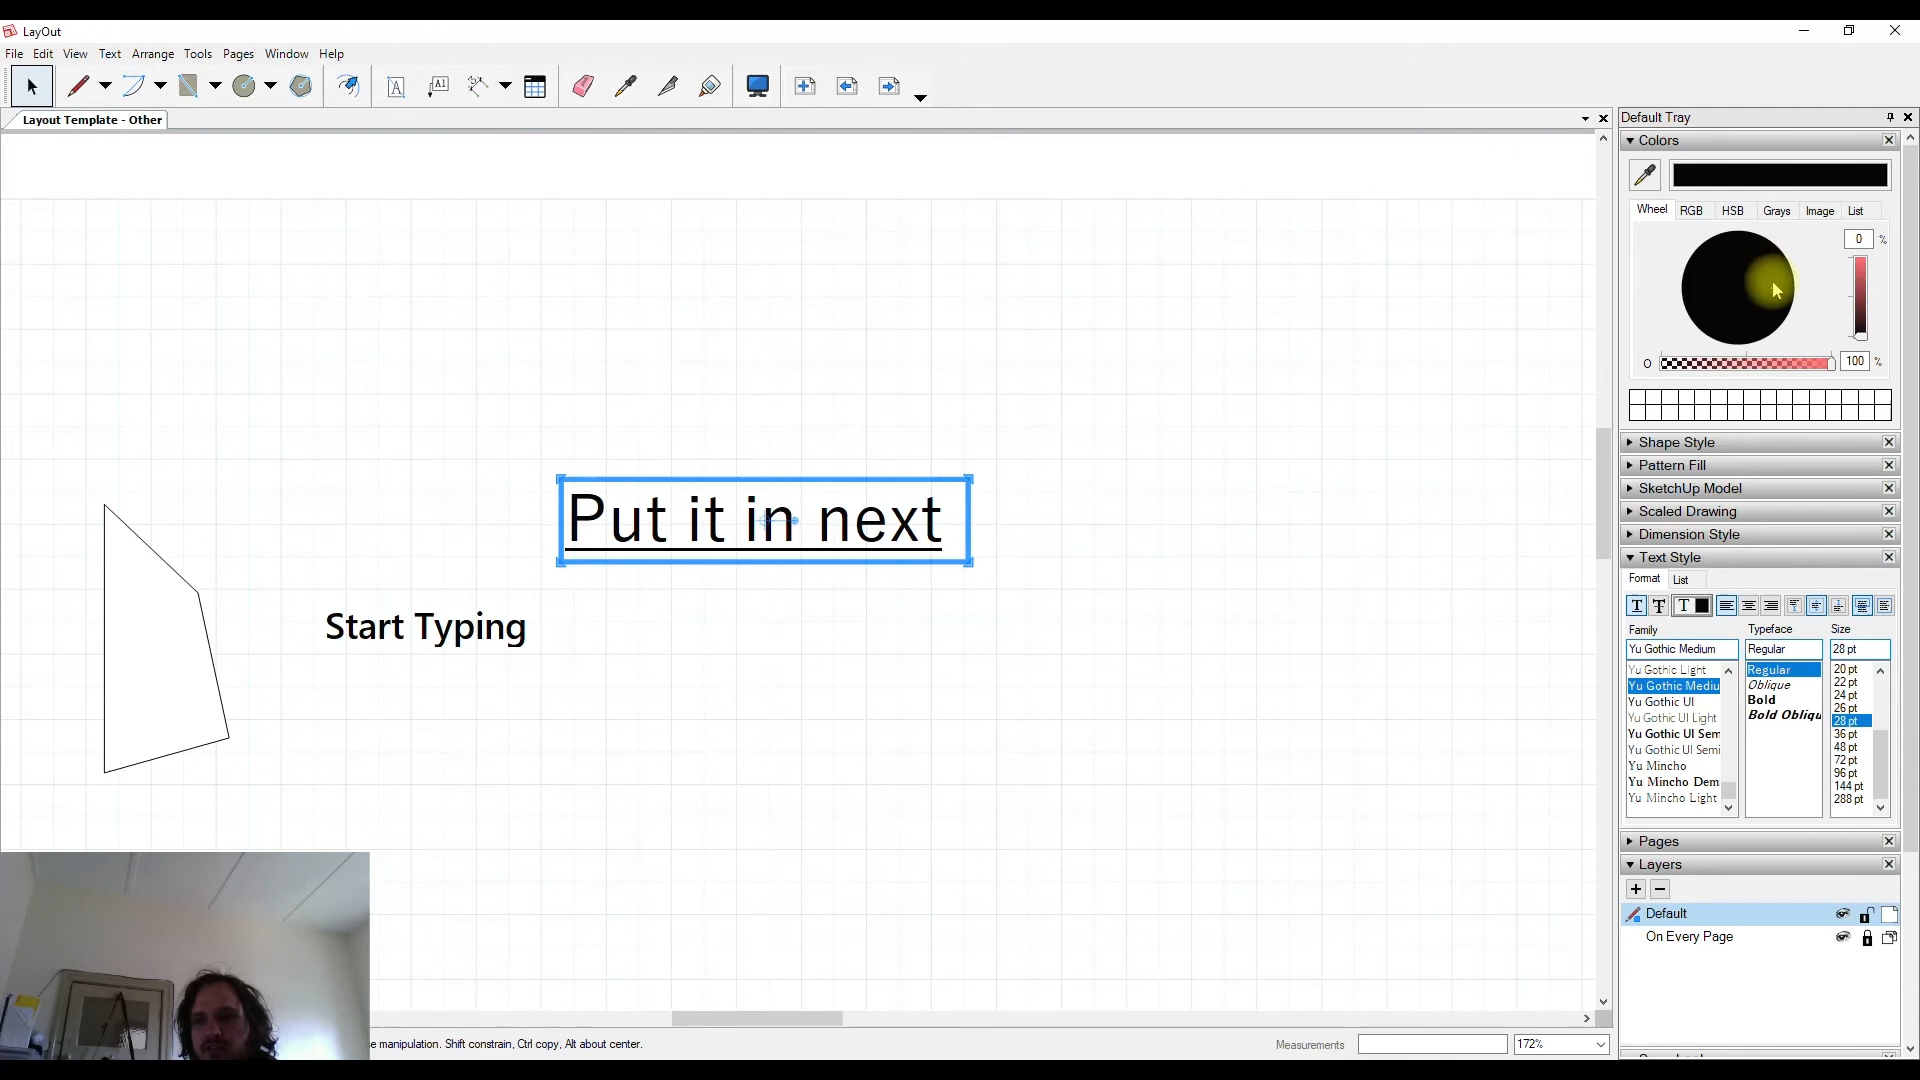 LayOut
File Edit View Text Arrange Tools Pages Window Help
A A1
Layout Template - Other
Put it in next
Start Typing
Default Tray
Colors
Wheel RGB HSB Grays Image List
0 %
O 100 %
Shape Style
Pattern Fill
SketchUp Model
Scaled Drawing
Dimension Style
Text Style
Format List
T T T
Family Typeface Size
Yu Gothic Medium Regular 28 pt
Yu Gothic Light Regular 20 pt
Yu Gothic Mediu Oblique 22 pt
Yu Gothic UI Bold 24 pt
Yu Gothic UI Light Bold Obliqu 26 pt
Yu Gothic UI Sem 28 pt
Yu Gothic UI Semi 36 pt
Yu Mincho 48 pt
Yu Mincho Dem 72 pt
Yu Mincho Light 96 pt
144 pt
288 pt
Pages
Layers
Default
On Every Page
e manipulation. Shift constrain, Ctrl copy, Alt about center.
Measurements 172%